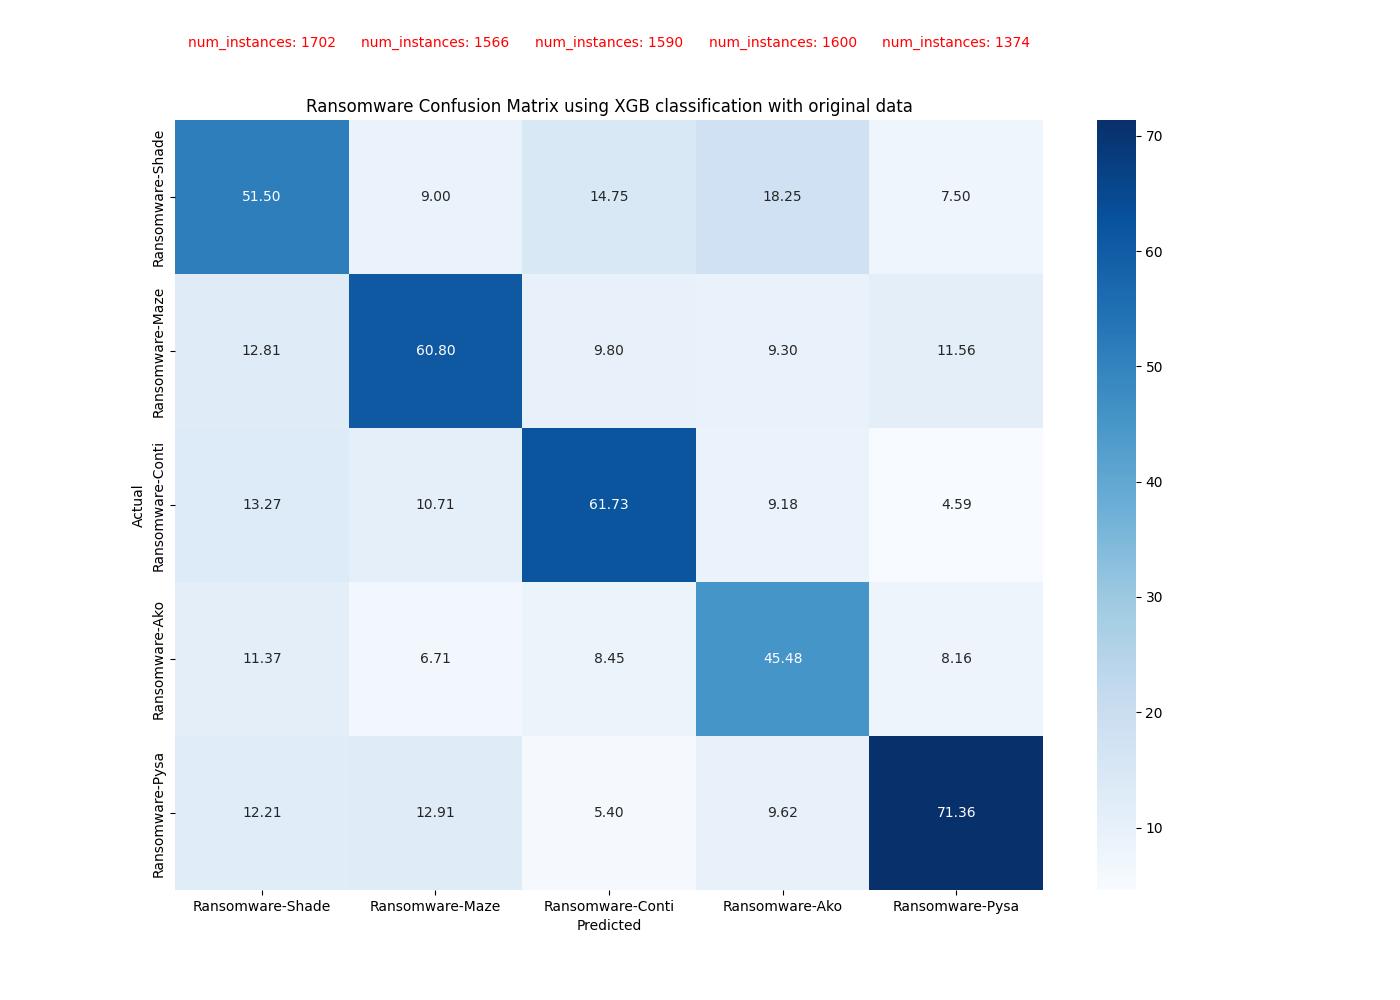 num_instances: 1702 num_instances: 1566 num_instances: 1590 num_instances: 1600 num_instances: 1374
Ransomware Confusion Matrix using XGB classification with original data
Actual
Ransomware-Shade 51.50 9.00 14.75 18.25 7.50
Ransomware-Maze 12.81 60.80 9.80 9.30 11.56
Ransomware-Conti 13.27 10.71 61.73 9.18 4.59
Ransomware-Ako 11.37 6.71 8.45 45.48 8.16
Ransomware-Pysa 12.21 12.91 5.40 9.62 71.36
Ransomware-Shade Ransomware-Maze Ransomware-Conti Ransomware-Ako Ransomware-Pysa
Predicted
70
60
50
40
30
20
10